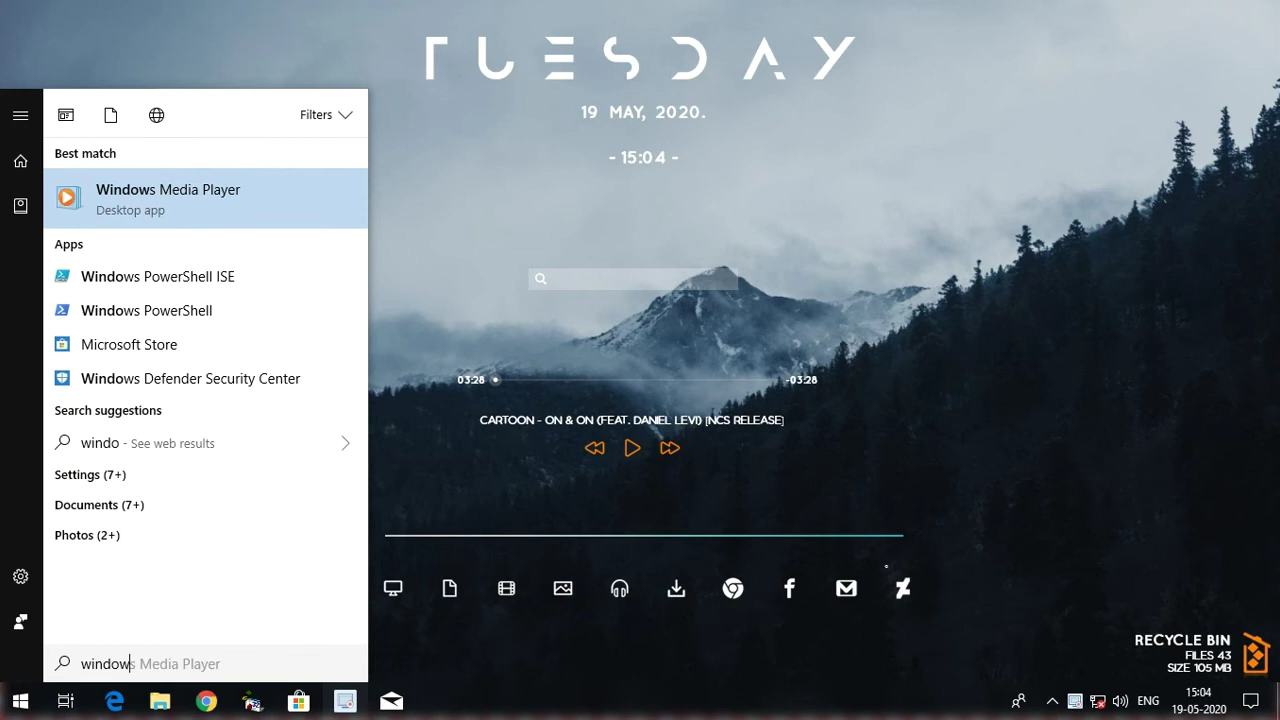 TUESDAY
19 MAY, 2020.
- 15:04 -
Filters
Best match
Windows Media Player
Desktop app
Apps
Windows PowerShell ISE
Windows PowerShell
Microsoft Store
Windows Defender Security Center
Search suggestions
windo - See web results
Settings (7+)
Documents (7+)
Photos (2+)
windows Media Player
03:28
-03:28
CARTOON - ON & ON (FEAT. DANIEL LEVI) [NCS RELEASE]
RECYCLE BIN
FILES 43
SIZE 105 MB
ENG
15:04
19-05-2020